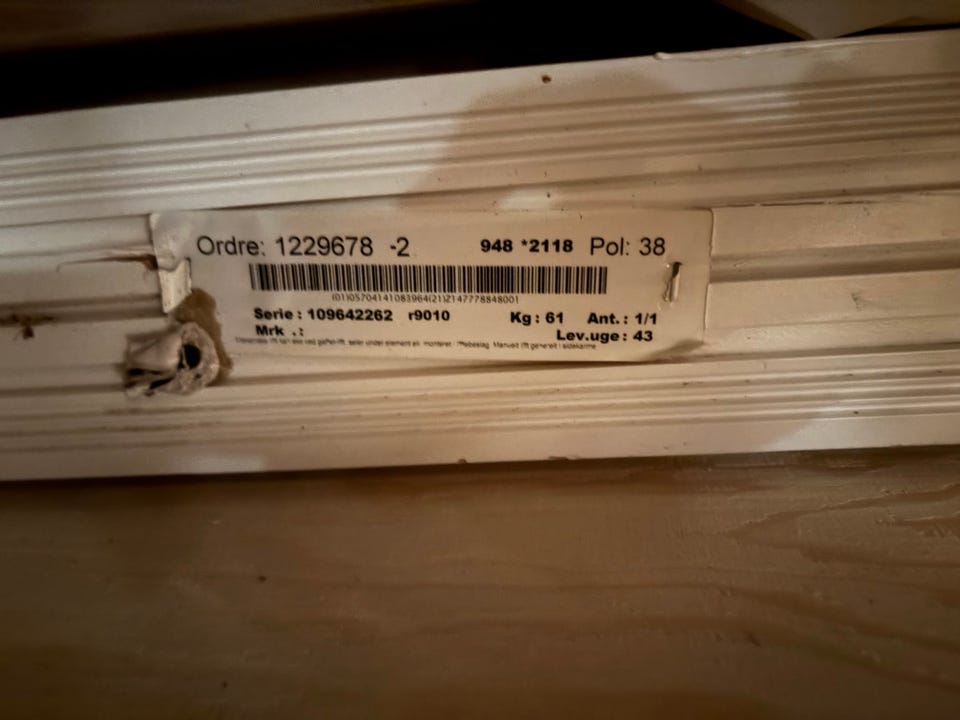 Ordre: 1229678 -2 948 *2118 Pol: 38
(01)05704141083964(21)2147778848001
Serie : 109642262 r9010 Kg : 61 Ant. : 1/1
Mrk .: Lev.uge : 43